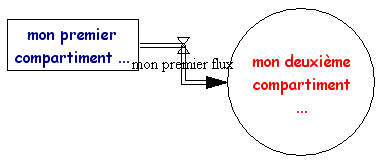 mon premier
compartiment ...
mon premier flux
mon deuxième
compartiment
...